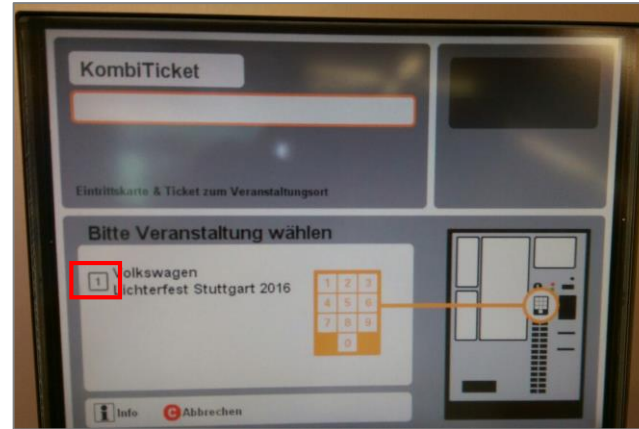 KombiTicket
Eintrittskarte & Ticket zum Veranstaltungsort
Bitte Veranstaltung wählen
1 Volkswagen
Lichterfest Stuttgart 2016
1 2 3
4 5 6
7 8 9
0
i Info C Abbrechen